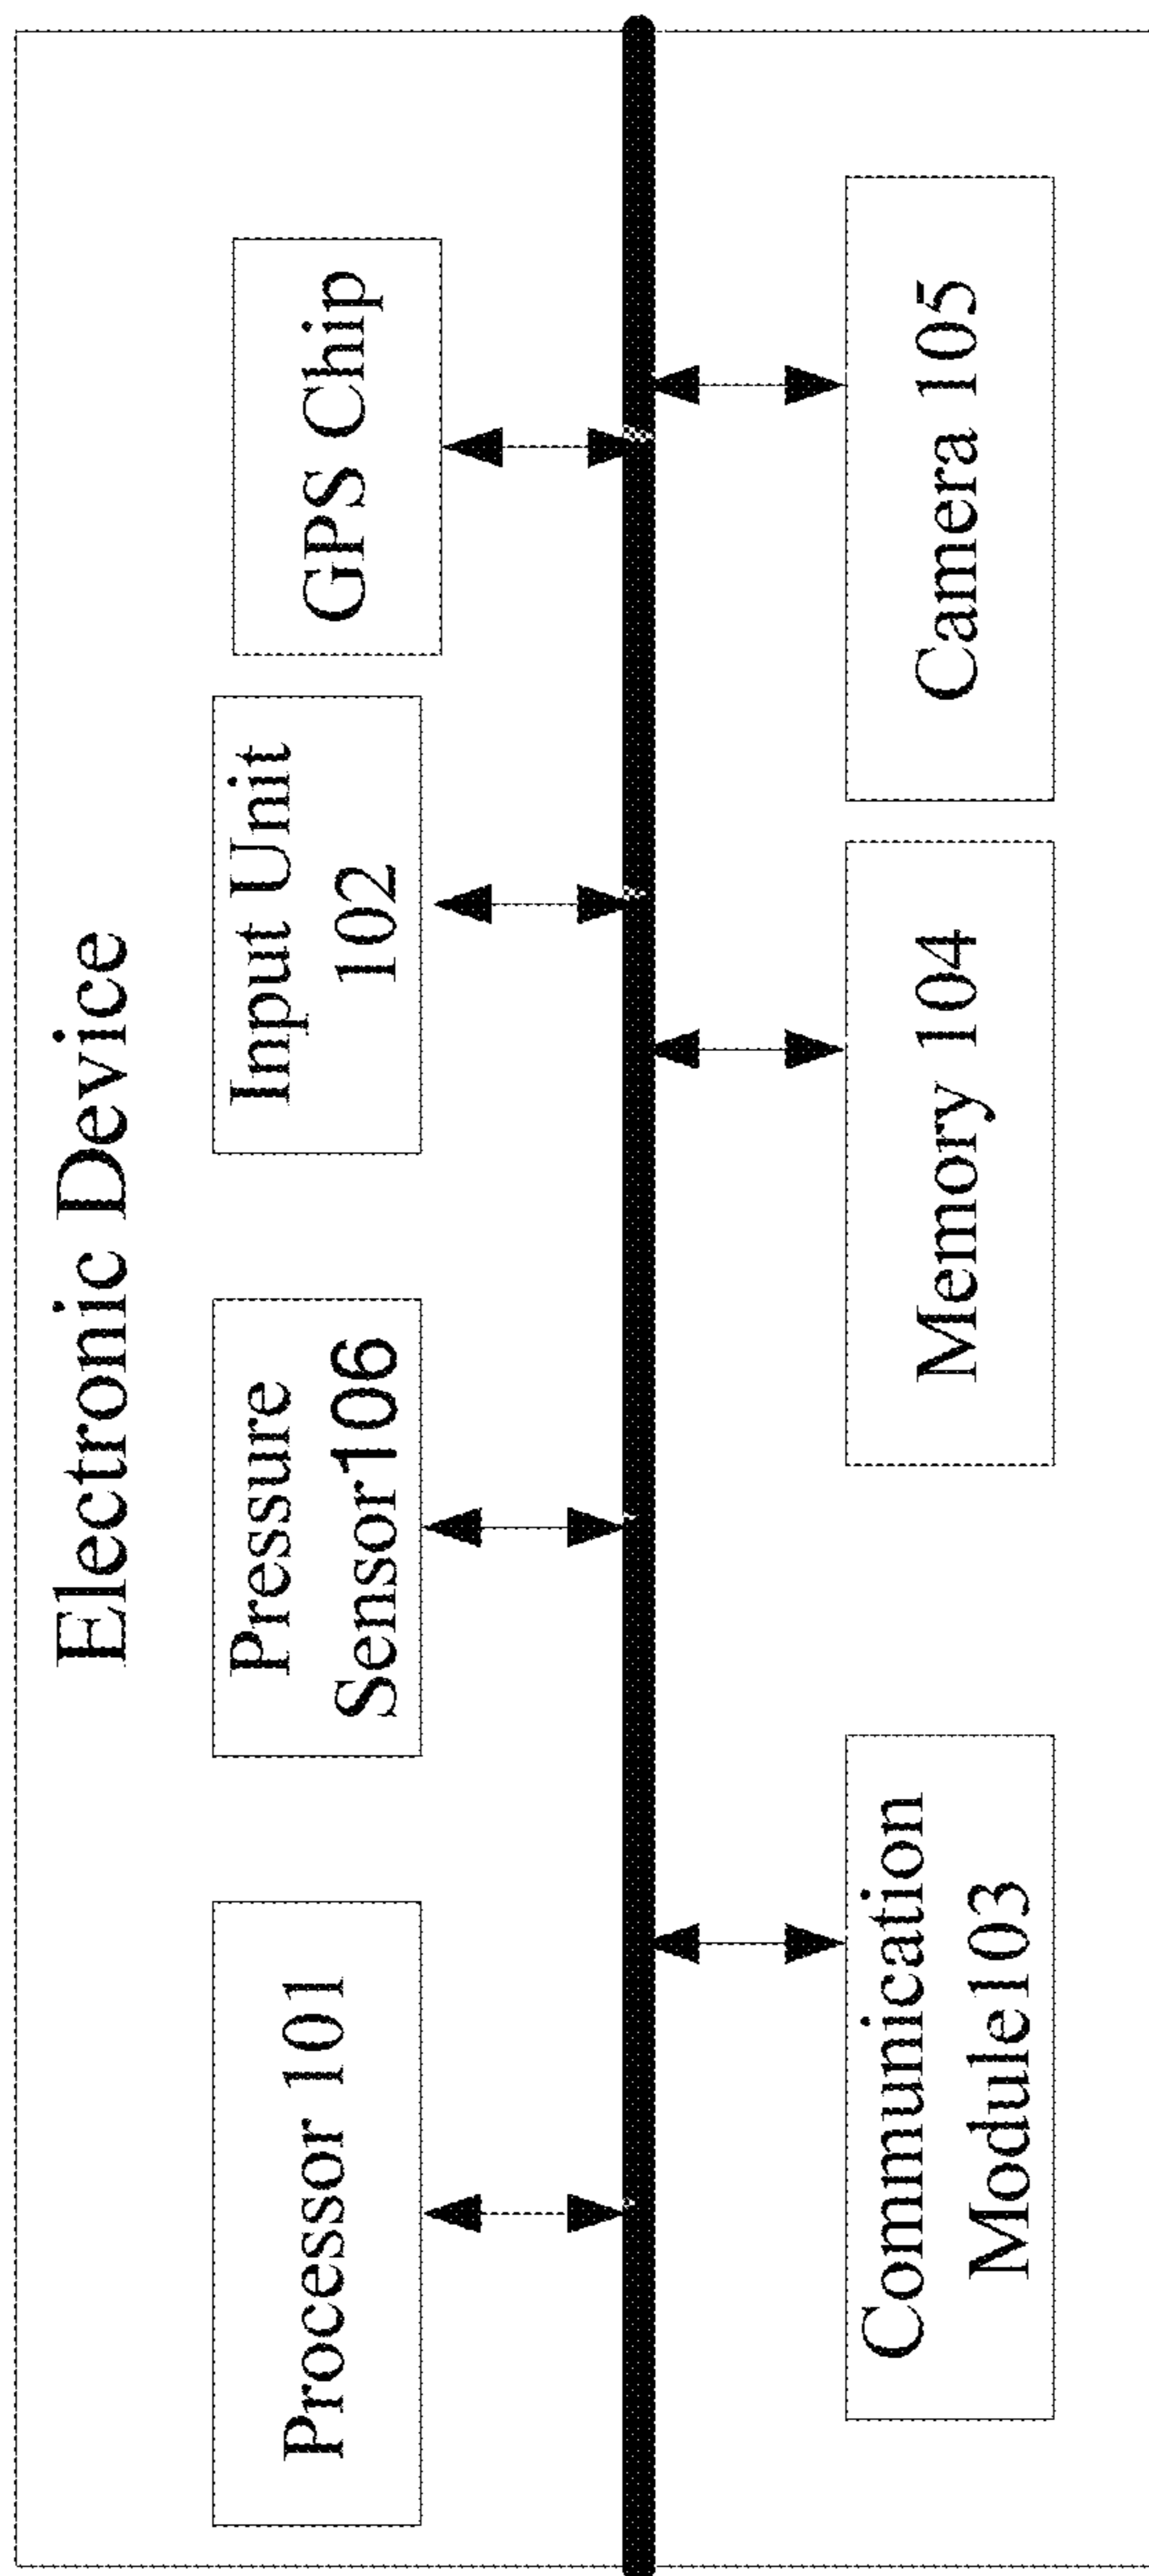 Electronic Device
Processor 101
Pressure
Sensor106
Input Unit
102
GPS Chip
Communication
Module103
Memory 104
Camera 105